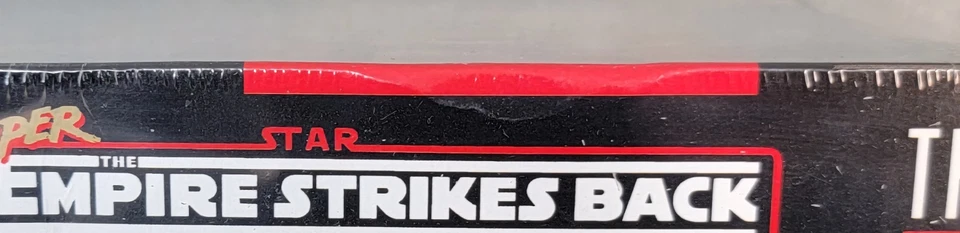 PER
STAR
THE
EMPIRE STRIKES BACK